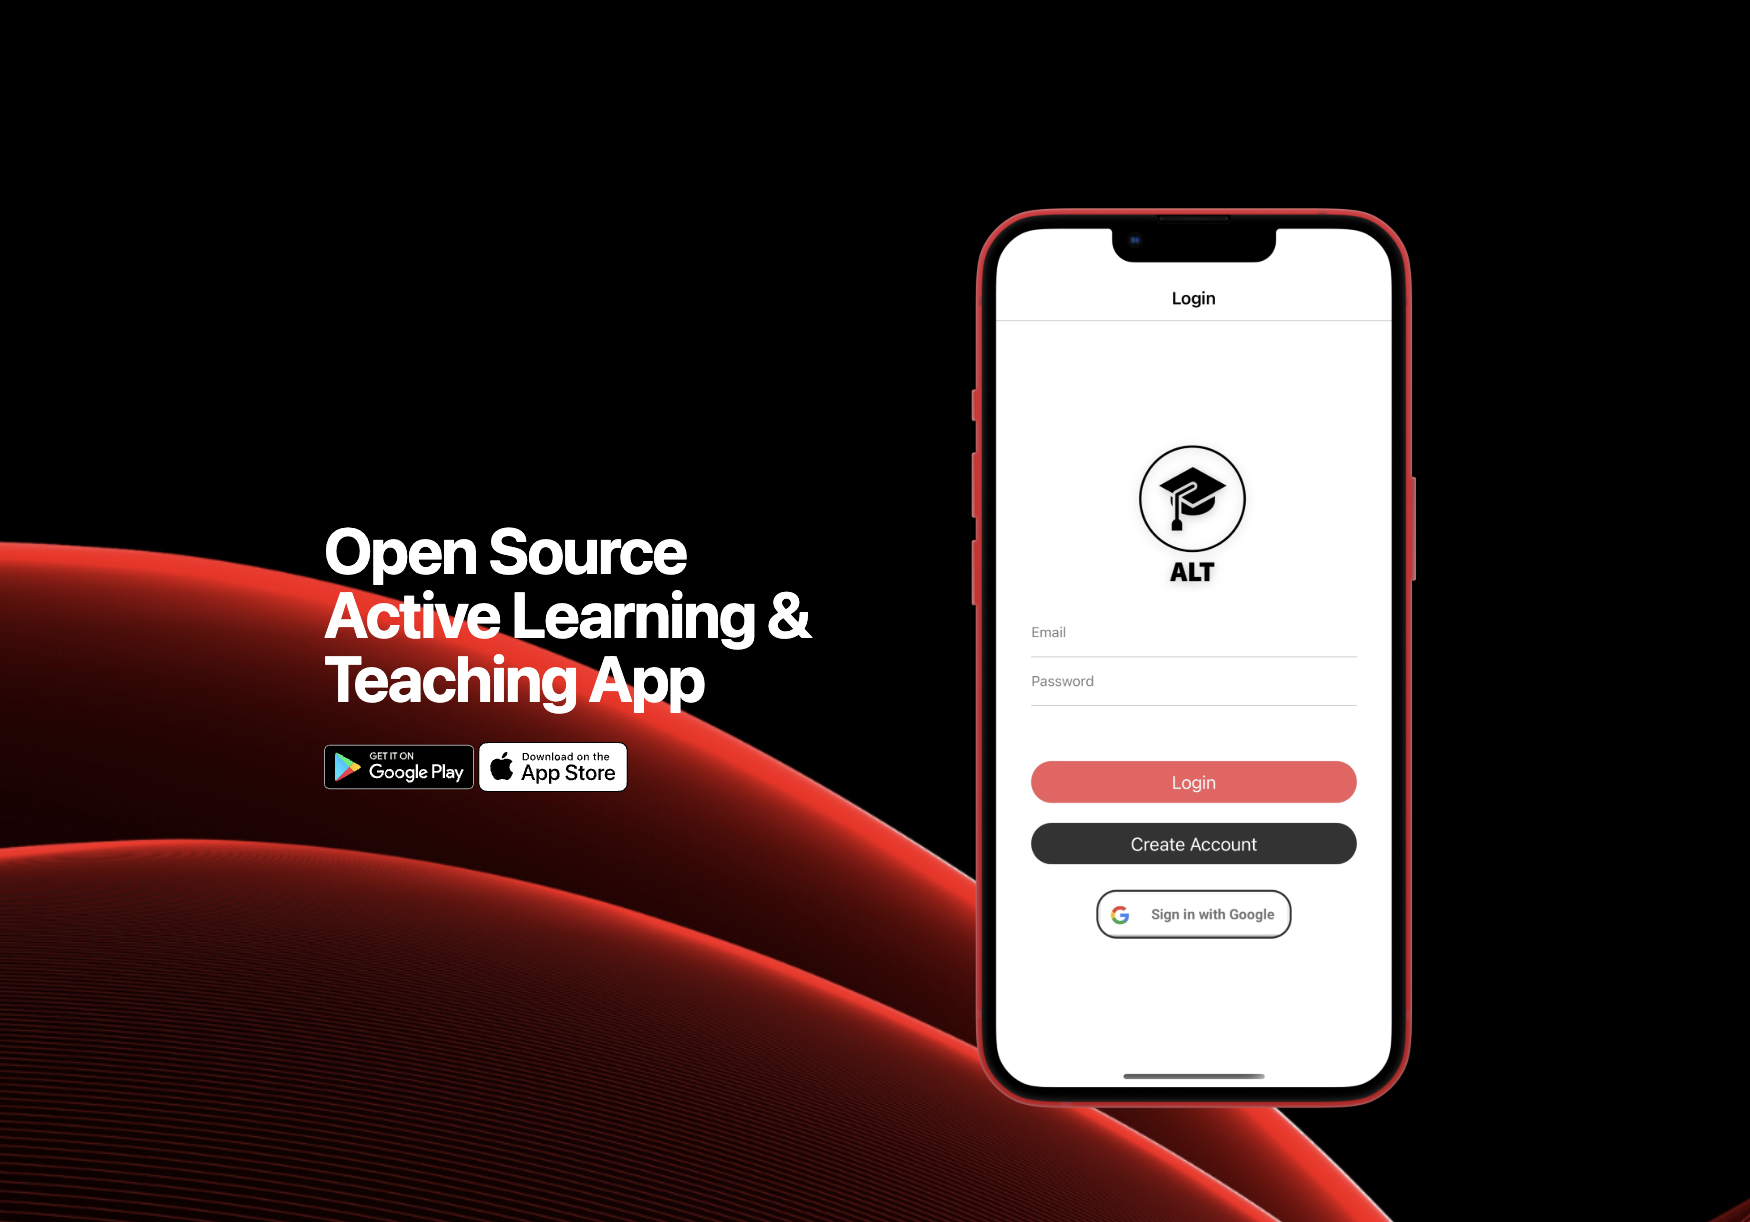 Open Source
Active Learning &
Teaching App
GET IT ON
Google Play
Download on the
App Store
Login
ALT
Email
Password
Login
Create Account
Sign in with Google